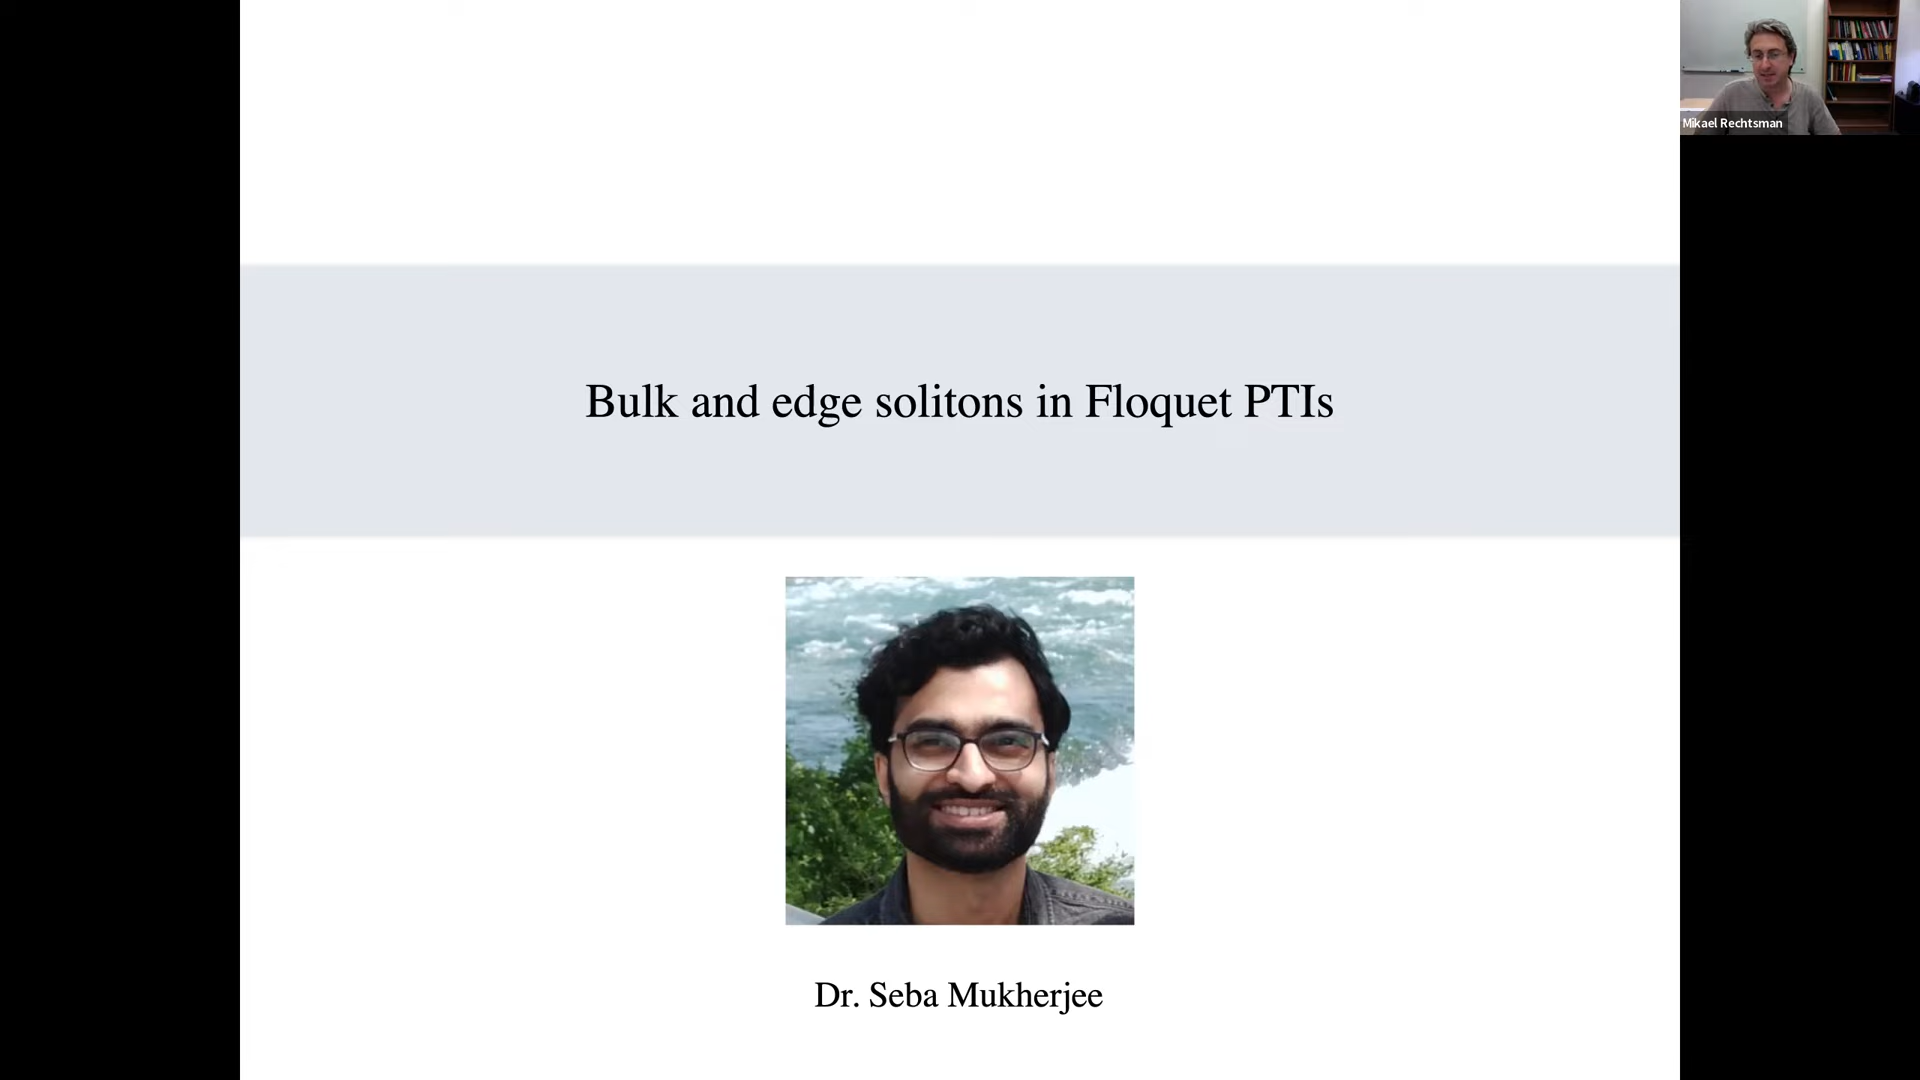 Mikael Rechtsman
Bulk and edge solitons in Floquet PTIs
Dr. Seba Mukherjee